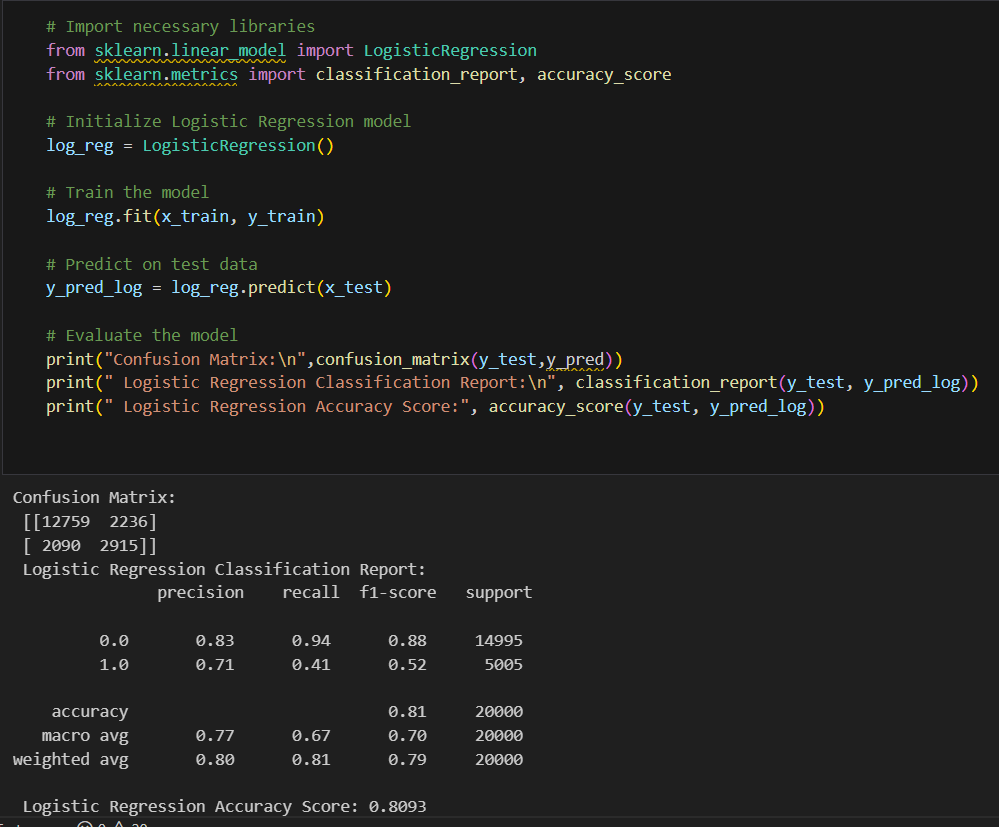 # Import necessary libraries
from sklearn.linear_model import LogisticRegression
from sklearn.metrics import classification_report, accuracy_score
# Initialize Logistic Regression model
log_reg = LogisticRegression()
# Train the model
log_reg.fit(x_train, y_train)
# Predict on test data
y_pred_log = log_reg.predict(x_test)
# Evaluate the model
print("Confusion Matrix:\n",confusion_matrix(y_test,y_pred))
print(" Logistic Regression Classification Report:\n", classification_report(y_test, y_pred_log))
print(" Logistic Regression Accuracy Score:", accuracy_score(y_test, y_pred_log))
Confusion Matrix:
[[12759 2236]
[ 2090 2915]]
Logistic Regression Classification Report:
precision recall f1-score support
0.0 0.83 0.94 0.88 14995
1.0 0.71 0.41 0.52 5005
accuracy 0.81 20000
macro avg 0.77 0.67 0.70 20000
weighted avg 0.80 0.81 0.79 20000
Logistic Regression Accuracy Score: 0.8093